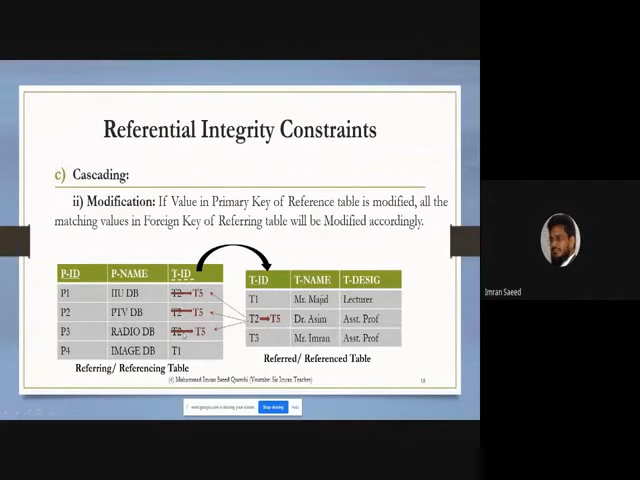 Referential Integrity Constraints
c) Cascading:
ii) Modification: If Value in Primary Key of Reference table is modified, all the
matching values in Foreign Key of Referring table will be Modified accordingly.
P-ID P-NAME T-ID
P1 IIU DB T2 T5
P2 PTV DB T2 T5
P3 RADIO DB T2 T5
P4 IMAGE DB T1
Referring/ Referencing Table
T-ID T-NAME T-DESIG
T1 Mr. Majid Lecturer
T2 T5 Dr. Asim Asst. Prof
T3 Mr. Imran Asst. Prof
Referred/ Referenced Table
(c) Muhammad Imran Saeed Qureshi (Youtube: Sir Imran Teaches)
18
Stop sharing
Hide
Imran Saeed